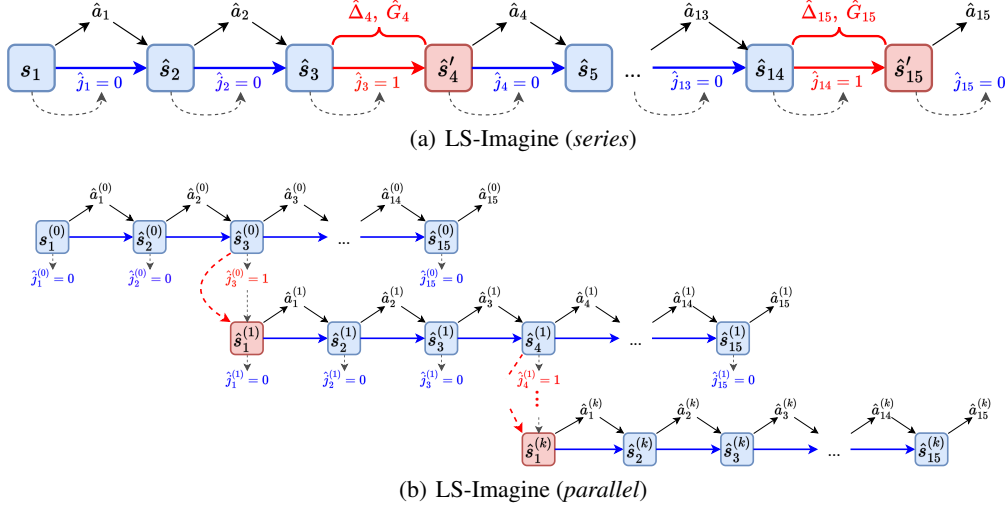 â₁ â₂ Δ̂₄, Ĝ₄ â₄ â₁₃ Δ̂₁₅, Ĝ₁₅ â₁₅
s₁ ŝ₂ ŝ₃ ŝ′₄ ŝ₅ ... ŝ₁₄ ŝ′₁₅
ĵ₁ = 0 ĵ₂ = 0 ĵ₃ = 1 ĵ₄ = 0 ĵ₁₃ = 0 ĵ₁₄ = 1 ĵ₁₅ = 0
(a) LS-Imagine (series)
â₁⁽⁰⁾ â₂⁽⁰⁾ â₃⁽⁰⁾ â₁₄⁽⁰⁾ â₁₅⁽⁰⁾
s₁⁽⁰⁾ ŝ₂⁽⁰⁾ ŝ₃⁽⁰⁾ ... ŝ₁₅⁽⁰⁾
ĵ₁⁽⁰⁾ = 0 ĵ₂⁽⁰⁾ = 0 ĵ₃⁽⁰⁾ = 1 ĵ₁₅⁽⁰⁾ = 0
â₁⁽¹⁾ â₂⁽¹⁾ â₃⁽¹⁾ â₄⁽¹⁾ â₁₄⁽¹⁾ â₁₅⁽¹⁾
ŝ₁⁽¹⁾ ŝ₂⁽¹⁾ ŝ₃⁽¹⁾ ŝ₄⁽¹⁾ ... ŝ₁₅⁽¹⁾
ĵ₁⁽¹⁾ = 0 ĵ₂⁽¹⁾ = 0 ĵ₃⁽¹⁾ = 0 ĵ₄⁽¹⁾ = 1 ĵ₁₅⁽¹⁾ = 0
â₁⁽ᵏ⁾ â₂⁽ᵏ⁾ â₃⁽ᵏ⁾ â₁₄⁽ᵏ⁾ â₁₅⁽ᵏ⁾
ŝ₁⁽ᵏ⁾ ŝ₂⁽ᵏ⁾ ŝ₃⁽ᵏ⁾ ... ŝ₁₅⁽ᵏ⁾
(b) LS-Imagine (parallel)